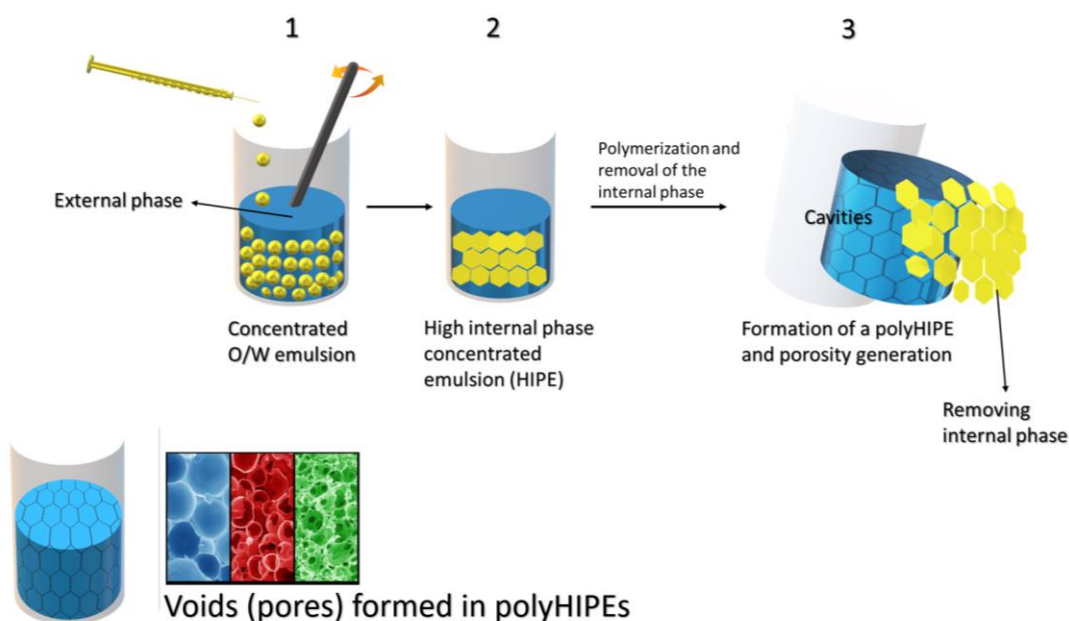 1
2
3
External phase
Polymerization and
removal of the
internal phase
Cavities
Concentrated
O/W emulsion
High internal phase
concentrated
emulsion (HIPE)
Formation of a polyHIPE
and porosity generation
Removing
internal phase
Voids (pores) formed in polyHIPEs